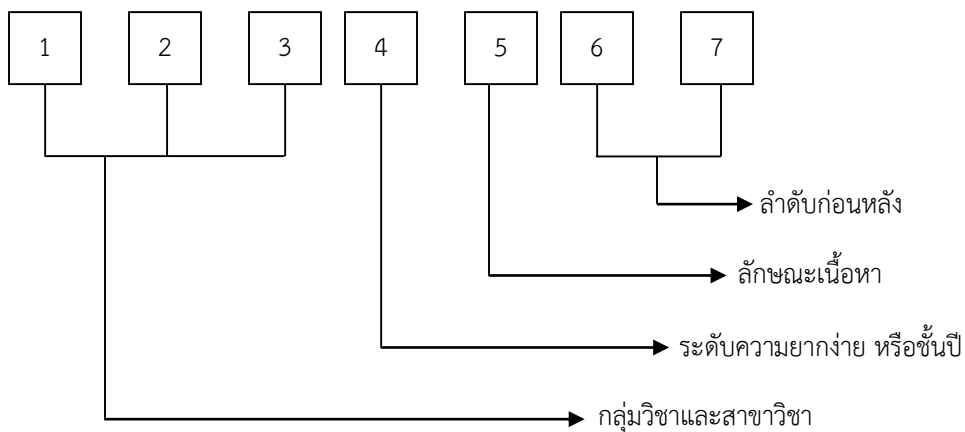 1 2 3 4 5 6 7
ลำดับก่อนหลัง
ลักษณะเนื้อหา
ระดับความยากง่าย หรือชั้นปี
กลุ่มวิชาและสาขาวิชา